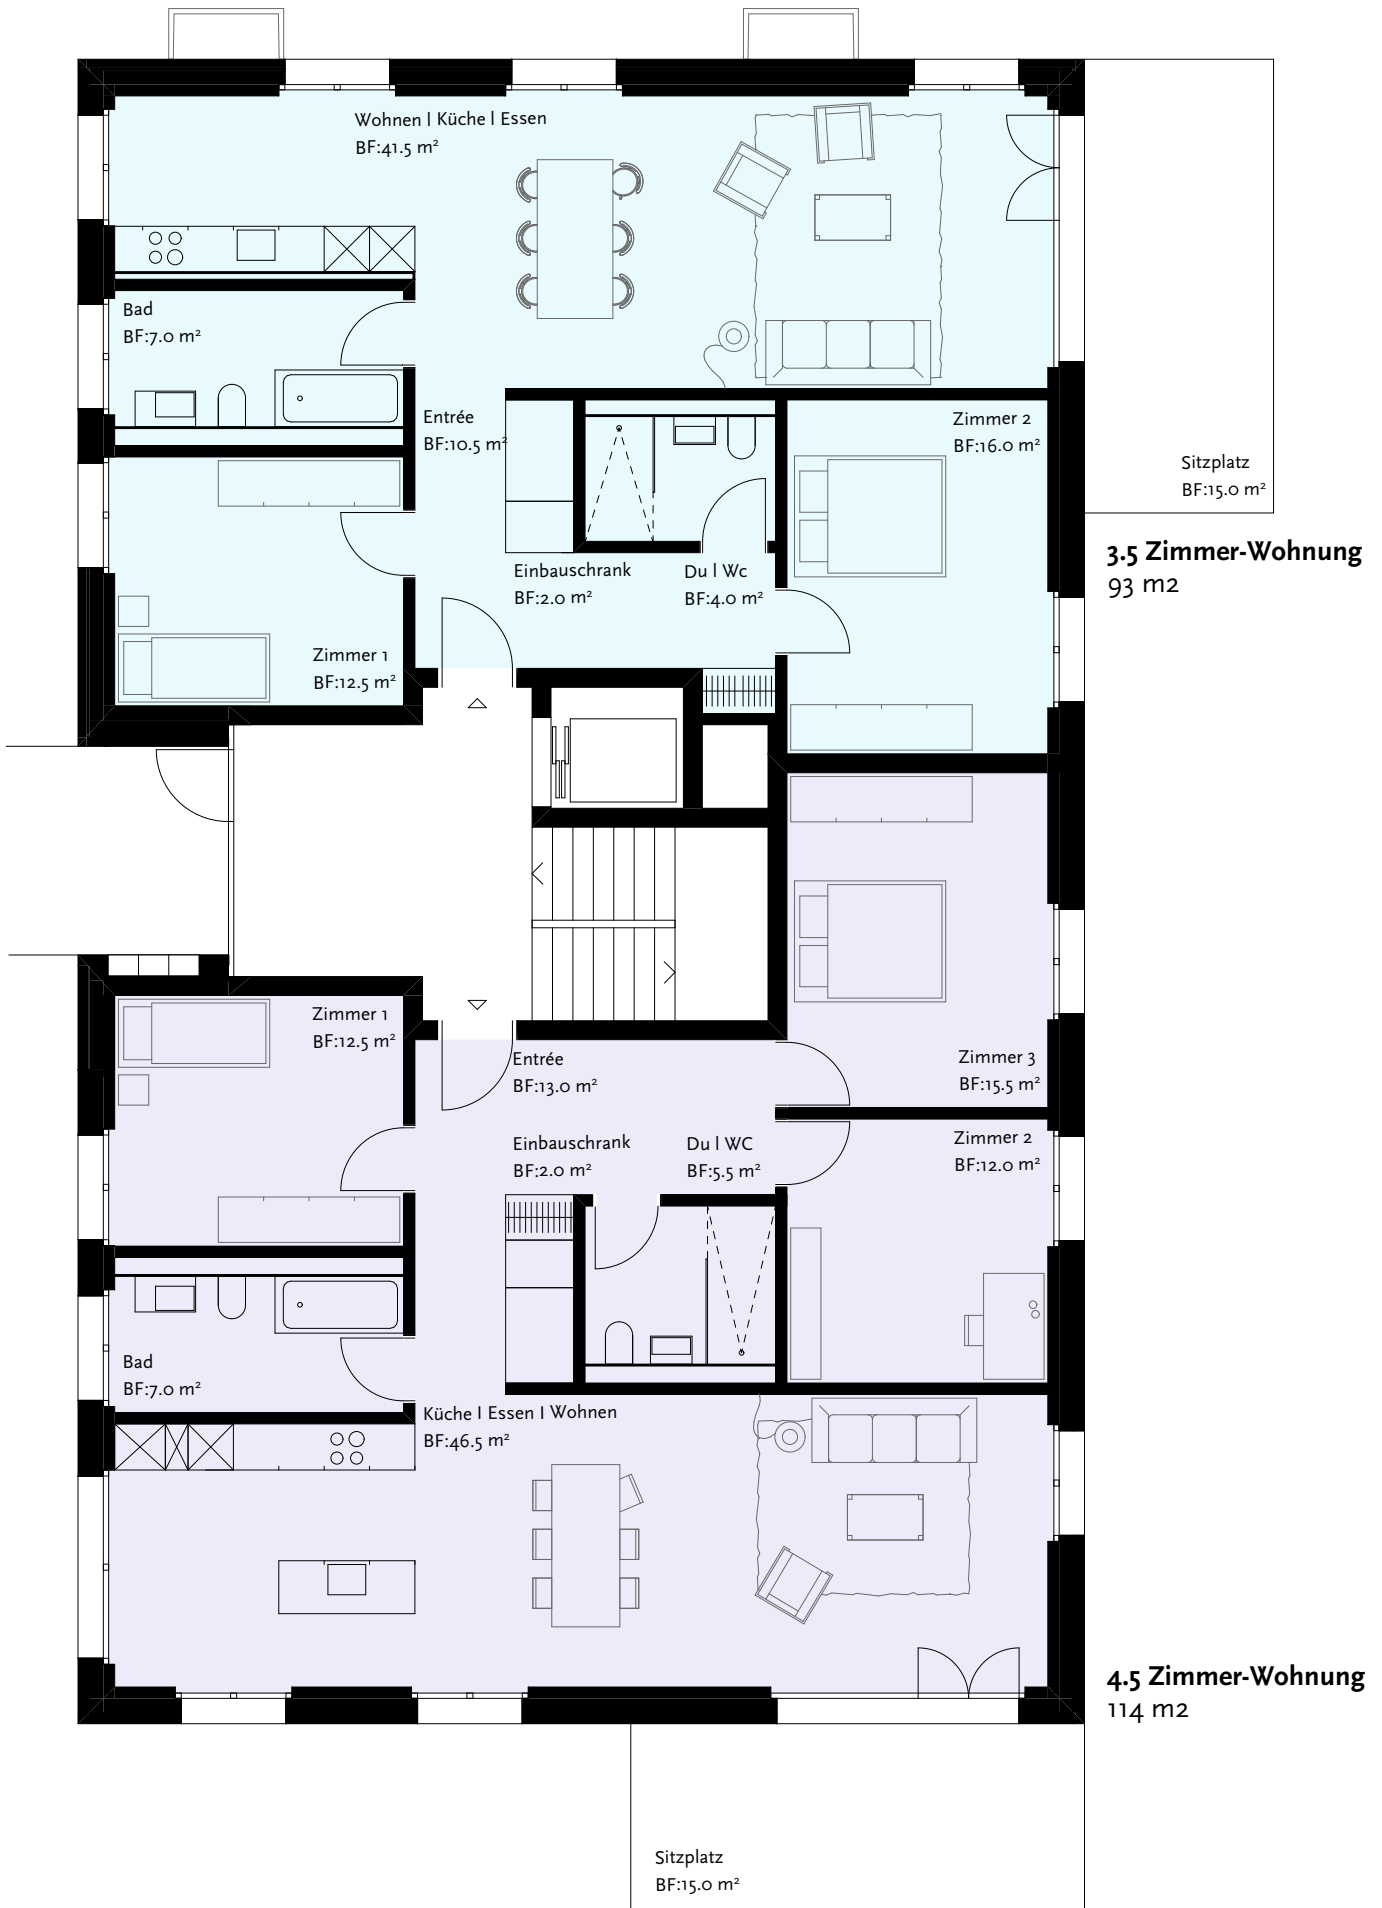 Wohnen | Küche | Essen
BF:41.5 m²
Bad
BF:7.0 m²
Entrée
BF:10.5 m²
Zimmer 2
BF:16.0 m²
Sitzplatz
BF:15.0 m²
3.5 Zimmer-Wohnung
93 m2
Einbauschrank
BF:2.0 m²
Du | Wc
BF:4.0 m²
Zimmer 1
BF:12.5 m²
Zimmer 1
BF:12.5 m²
Entrée
BF:13.0 m²
Zimmer 3
BF:15.5 m²
Einbauschrank
BF:2.0 m²
Du | WC
BF:5.5 m²
Zimmer 2
BF:12.0 m²
Bad
BF:7.0 m²
Küche | Essen | Wohnen
BF:46.5 m²
4.5 Zimmer-Wohnung
114 m2
Sitzplatz
BF:15.0 m²